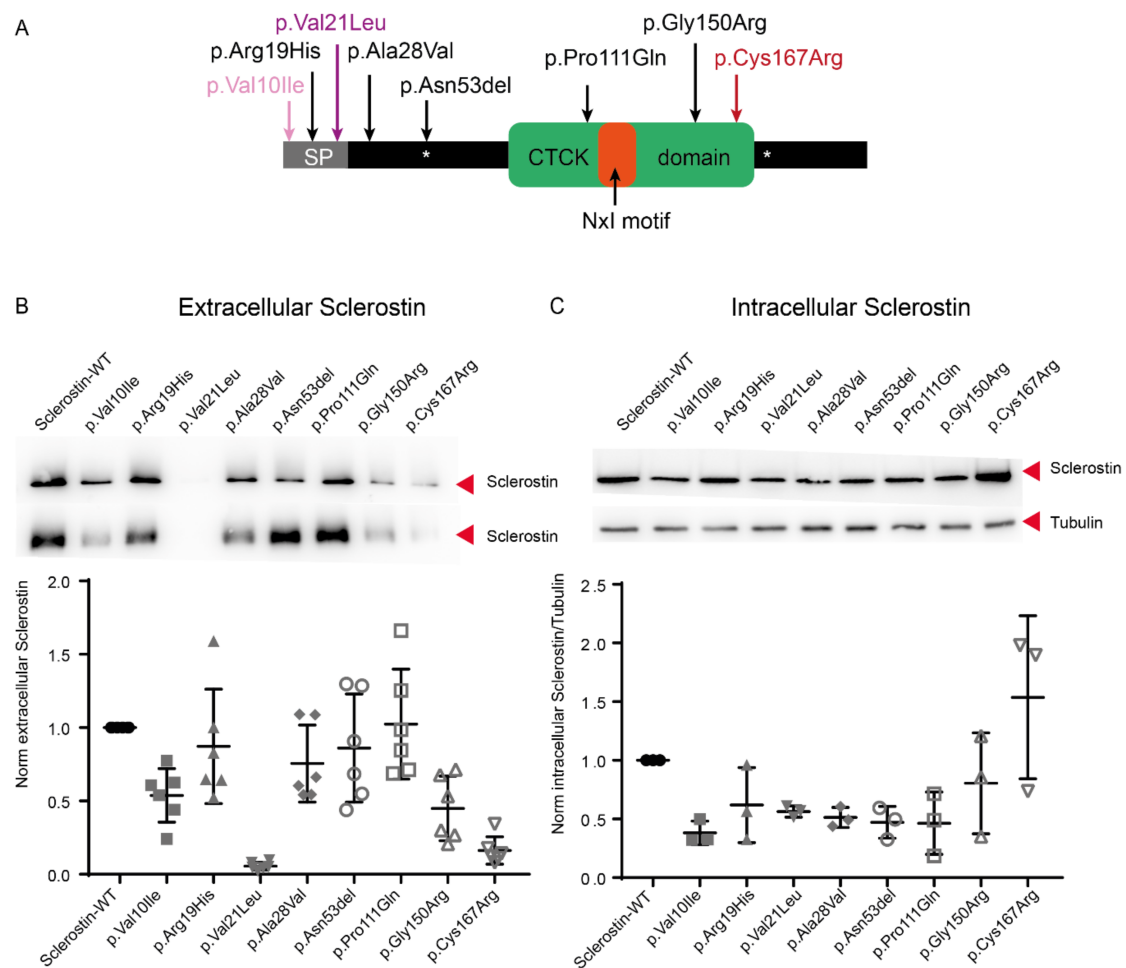 A
p.Val21Leu
p.Gly150Arg
p.Arg19His
p.Ala28Val
p.Pro111Gln
p.Cys167Arg
p.Val10Ile
p.Asn53del
SP
*
CTCK
domain
*
NxI motif
B
Extracellular Sclerostin
Sclerostin-WT
p.Val10Ile
p.Arg19His
p.Val21Leu
p.Ala28Val
p.Asn53del
p.Pro111Gln
p.Gly150Arg
p.Cys167Arg
Sclerostin
Sclerostin
Norm extracellular Sclerostin
2.0
1.5
1.0
0.5
0.0
Sclerostin-WT
p.Val10Ile
p.Arg19His
p.Val21Leu
p.Ala28Val
p.Asn53del
p.Pro111Gln
p.Gly150Arg
p.Cys167Arg
C
Intracellular Sclerostin
Sclerostin-WT
p.Val10Ile
p.Arg19His
p.Val21Leu
p.Ala28Val
p.Asn53del
p.Pro111Gln
p.Gly150Arg
p.Cys167Arg
Sclerostin
Tubulin
Norm intracellular Sclerostin/Tubulin
2.5
2.0
1.5
1.0
0.5
0.0
Sclerostin-WT
p.Val10Ile
p.Arg19His
p.Val21Leu
p.Ala28Val
p.Asn53del
p.Pro111Gln
p.Gly150Arg
p.Cys167Arg